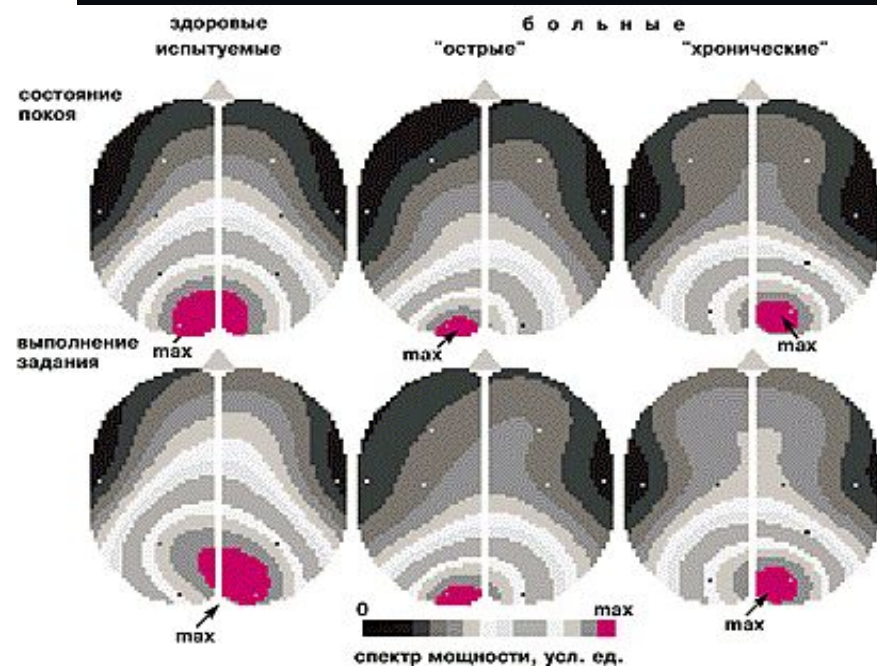 здоровые
испытуемые
б о л ь н ы е
"острые"
"хронические"
состояние
покоя
max
max
max
выполнение
задания
max
max
max
0
max
спектр мощности, усл. ед.